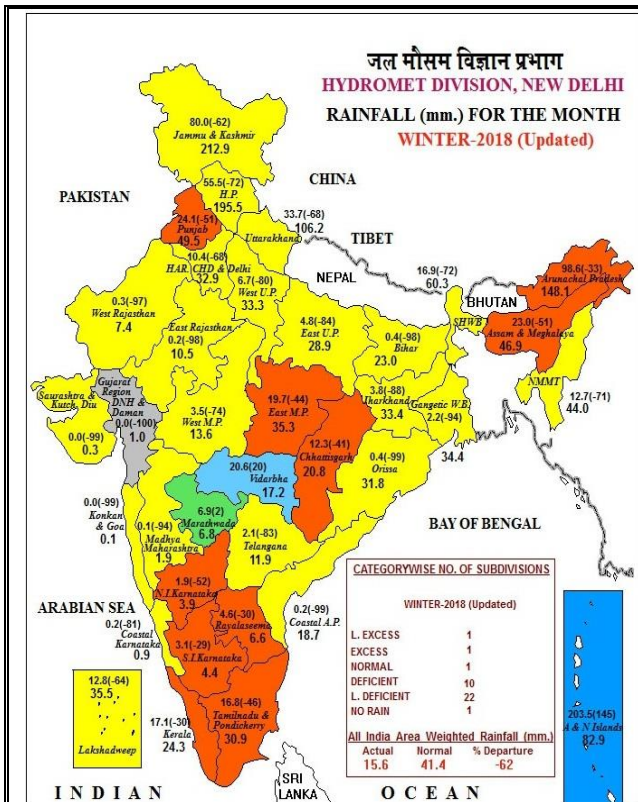 जल मौसम विज्ञान प्रभाग
HYDROMET DIVISION, NEW DELHI
RAINFALL (mm.) FOR THE MONTH
WINTER-2018 (Updated)
80.0(-62)
Jammu & Kashmir
212.9
CHINA
PAKISTAN
55.5(-72)
H.P.
195.5
24.1(-51)
Punjab
49.5
33.7(-68)
106.2
Uttarakhand
TIBET
10.4(-68)
HAR. CHD & Delhi
32.9
6.7(-80)
West U.P.
33.3
NEPAL
16.9(-72)
60.3
BHUTAN
98.6(-33)
Arunachal Pradesh
148.1
0.3(-97)
West Rajasthan
7.4
East Rajasthan
0.2(-98)
10.5
4.8(-84)
East U.P.
28.9
0.4(-98)
Bihar
23.0
SHWB
23.0(-51)
Assam & Meghalaya
46.9
NMMT
12.7(-71)
44.0
Saurashtra &
Kutch, Diu
0.0(-99)
0.3
Gujarat
Region
DNH &
Daman
0.0(-100)
1.0
3.5(-74)
West M.P.
13.6
19.7(-44)
East M.P.
35.3
3.8(-88)
Jharkhand
33.4
Gangetic W.B.
2.2(-94)
34.4
12.3(-41)
Chhattisgarh
20.8
0.4(-99)
Orissa
31.8
20.6(20)
Vidarbha
17.2
0.0(-99)
Konkan
& Goa
0.1
0.1(-94)
Madhya
Maharashtra
1.9
6.9(2)
Marathwada
6.8
2.1(-83)
Telangana
11.9
BAY OF BENGAL
ARABIAN SEA
1.9(-52)
N.I.Karnataka
3.9
4.6(-30)
Rayalaseema
6.6
0.2(-99)
Coastal A.P.
18.7
0.2(-81)
Coastal
Karnataka
0.9
3.1(-29)
S.I.Karnataka
4.4
16.8(-46)
Tamilnadu &
Pondicherry
30.9
17.1(-30)
Kerala
24.3
12.8(-64)
35.5
Lakshadweep
CATEGORYWISE NO. OF SUBDIVISIONS
WINTER-2018 (Updated)
L. EXCESS 1
EXCESS 1
NORMAL 1
DEFICIENT 10
L. DEFICIENT 22
NO RAIN 1
All India Area Weighted Rainfall (mm.)
Actual Normal % Departure
15.6 41.4 -62
203.5(145)
A & N Islands
82.9
SRI
LANKA
INDIAN OCEAN